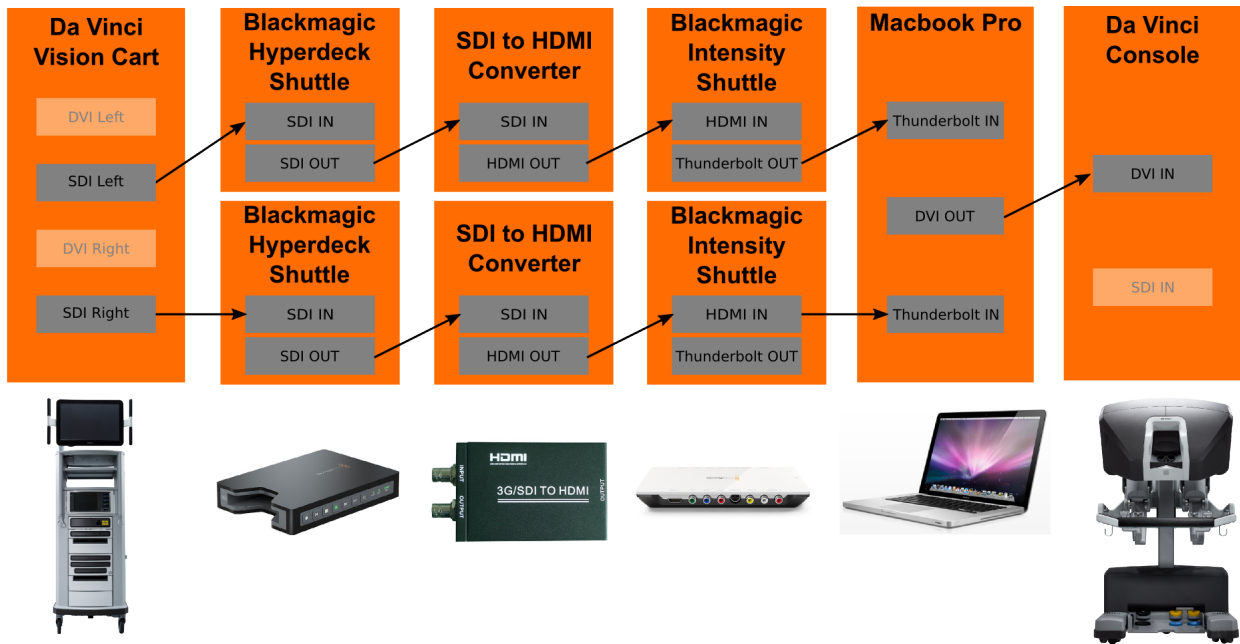 Da Vinci
Vision Cart
DVI Left
SDI Left
DVI Right
SDI Right
Blackmagic
Hyperdeck
Shuttle
SDI IN
SDI OUT
SDI to HDMI
Converter
SDI IN
HDMI OUT
Blackmagic
Intensity
Shuttle
HDMI IN
Thunderbolt OUT
Blackmagic
Hyperdeck
Shuttle
SDI IN
SDI OUT
SDI to HDMI
Converter
SDI IN
HDMI OUT
Blackmagic
Intensity
Shuttle
HDMI IN
Thunderbolt OUT
Macbook Pro
Thunderbolt IN
DVI OUT
Thunderbolt IN
Da Vinci
Console
DVI IN
SDI IN
HDMI
3G/SDI TO HDMI
INPUT
OUTPUT
OUTPUT